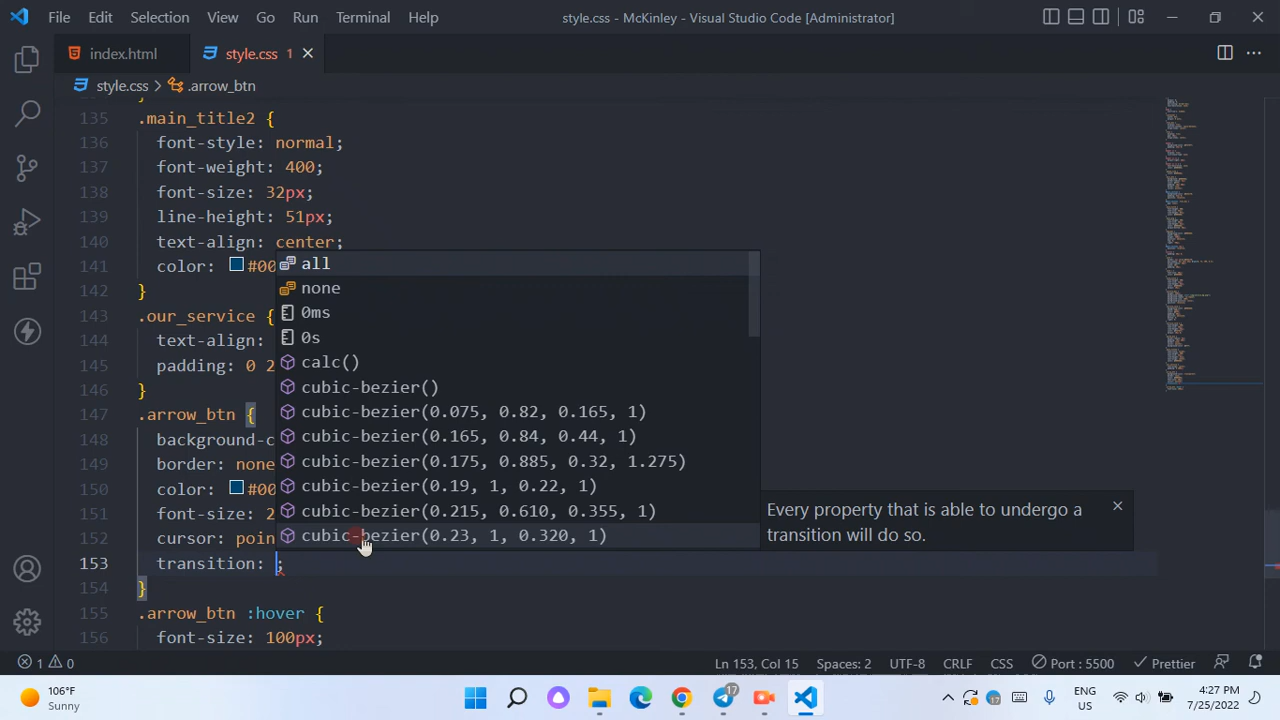 File Edit Selection View Go Run Terminal Help
style.css - McKinley - Visual Studio Code [Administrator]
index.html
style.css 1
style.css > .arrow_btn
135 .main_title2 {
136 font-style: normal;
137 font-weight: 400;
138 font-size: 32px;
139 line-height: 51px;
140 text-align: center;
141 color: #00
142 }
143 .our_service {
144 text-align:
145 padding: 0 2
146 }
147 .arrow_btn {
148 background-c
149 border: none
150 color: #00
151 font-size: 2
152 cursor: poin
153 transition: ;
154 }
155 .arrow_btn :hover {
156 font-size: 100px;
all
none
0ms
0s
calc()
cubic-bezier()
cubic-bezier(0.075, 0.82, 0.165, 1)
cubic-bezier(0.165, 0.84, 0.44, 1)
cubic-bezier(0.175, 0.885, 0.32, 1.275)
cubic-bezier(0.19, 1, 0.22, 1)
cubic-bezier(0.215, 0.610, 0.355, 1)
cubic-bezier(0.23, 1, 0.320, 1)
Every property that is able to undergo a
transition will do so.
1 0
Ln 153, Col 15 Spaces: 2 UTF-8 CRLF CSS Port : 5500 Prettier
106°F
Sunny
17
17
ENG
US
4:27 PM
7/25/2022